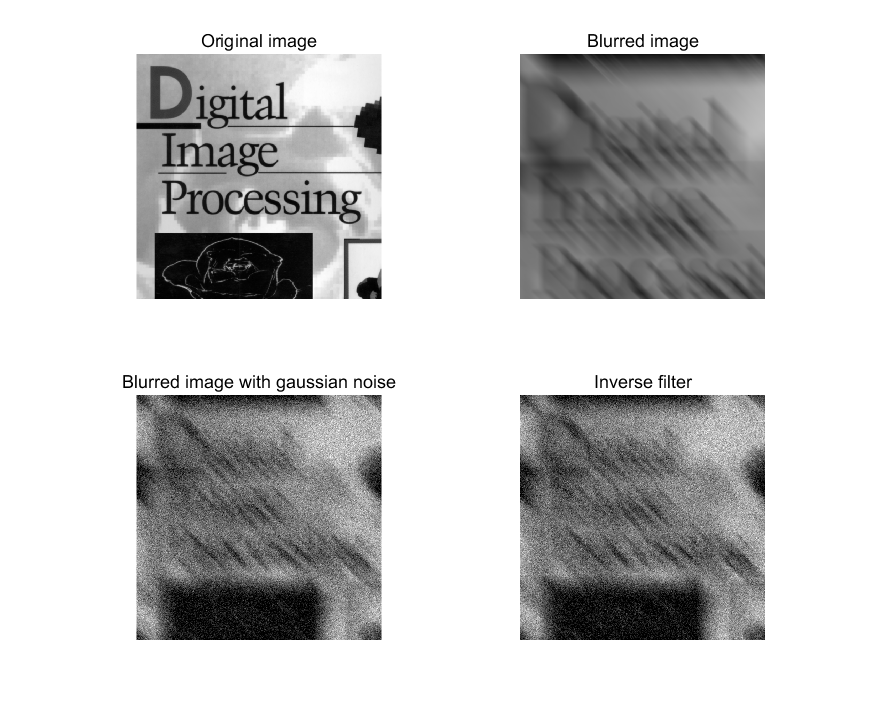 Original image
Blurred image
Digital
Image
Processing
Blurred image with gaussian noise
Inverse filter